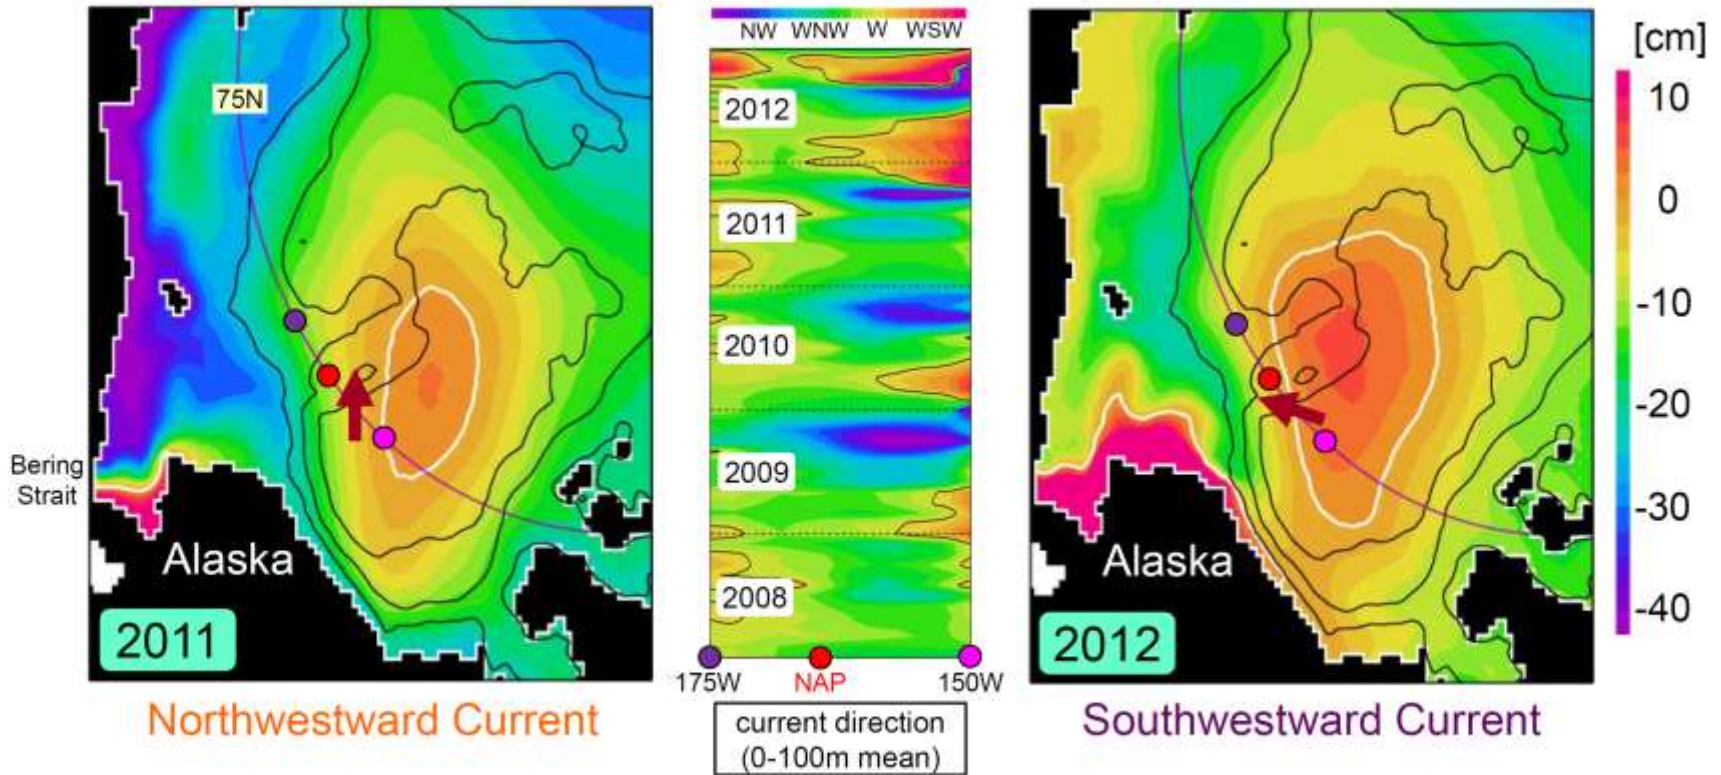 75N
Bering
Strait
Alaska
2011
Northwestward Current
NW WNW W WSW
2012
2011
2010
2009
2008
175W NAP 150W
current direction
(0-100m mean)
Alaska
2012
Southwestward Current
[cm]
10
0
-10
-20
-30
-40